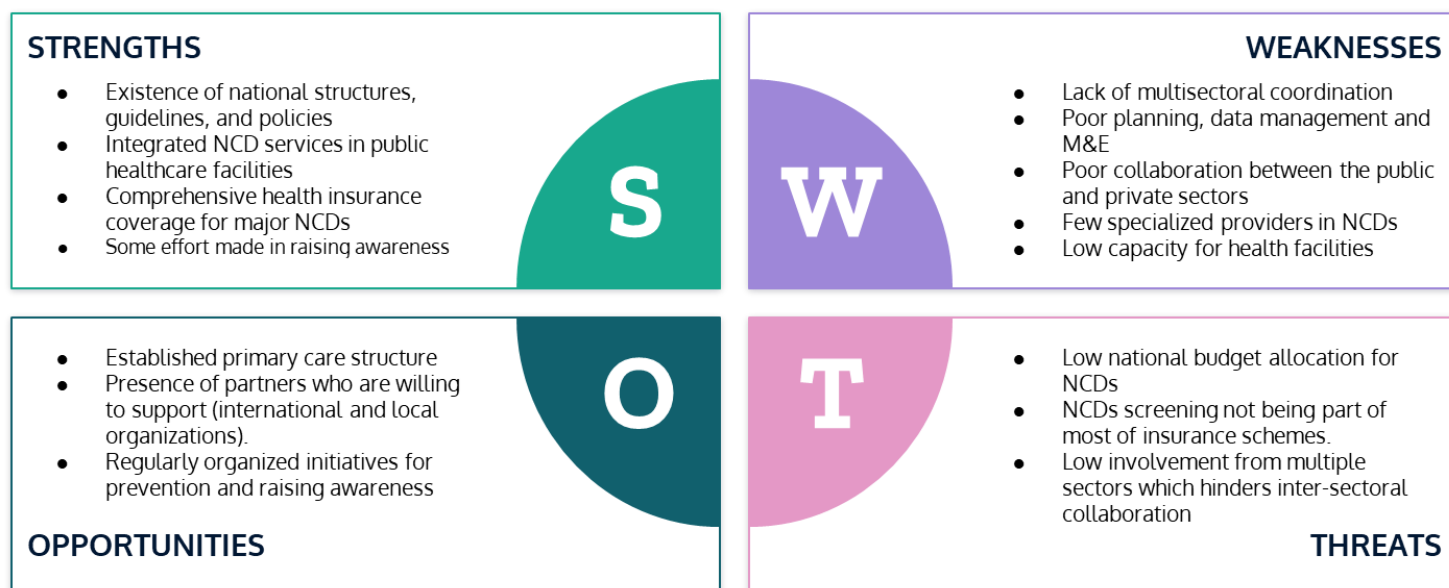 STRENGTHS
● Existence of national structures,
guidelines, and policies
● Integrated NCD services in public
healthcare facilities
● Comprehensive health insurance
coverage for major NCDs
● Some effort made in raising awareness
S
WEAKNESSES
● Lack of multisectoral coordination
● Poor planning, data management and
M&E
● Poor collaboration between the public
and private sectors
● Few specialized providers in NCDs
● Low capacity for health facilities
W
● Established primary care structure
● Presence of partners who are willing
to support (international and local
organizations).
● Regularly organized initiatives for
prevention and raising awareness
OPPORTUNITIES
O
● Low national budget allocation for
NCDs
● NCDs screening not being part of
most of insurance schemes.
● Low involvement from multiple
sectors which hinders inter-sectoral
collaboration
THREATS
T